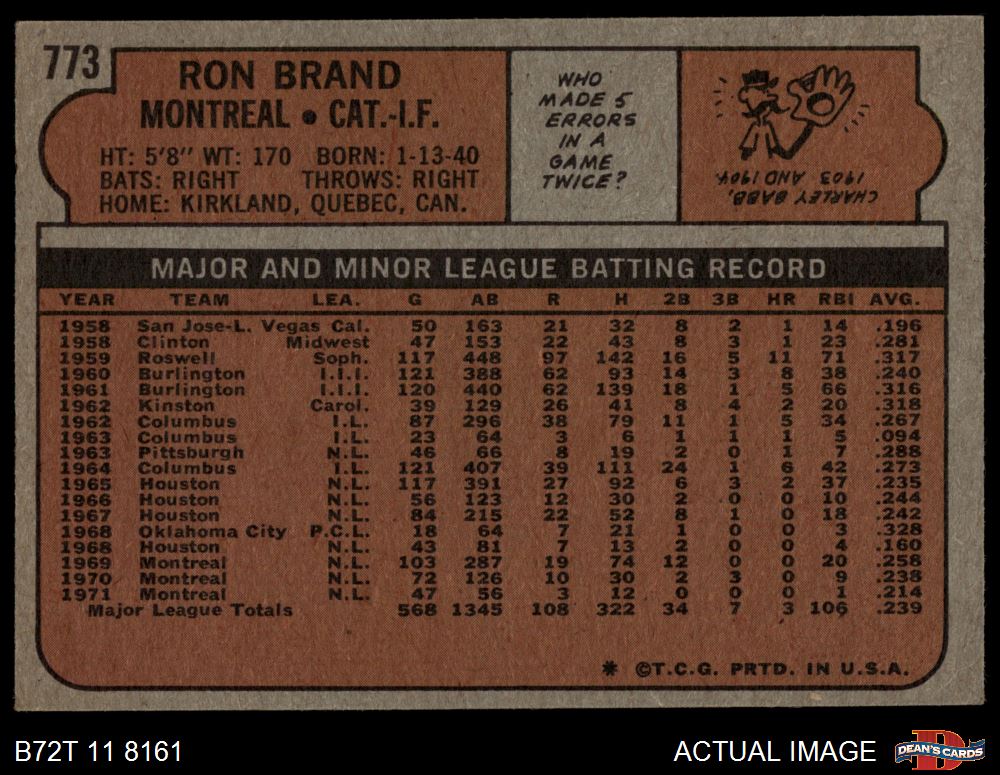 773
RON BRAND
MONTREAL • CAT.-I.F.
HT: 5'8" WT: 170 BORN: 1-13-40
BATS: RIGHT THROWS: RIGHT
HOME: KIRKLAND, QUEBEC, CAN.
WHO
MADE 5
ERRORS
IN A
GAME
TWICE?
CHARLEY BABB,
1903 AND 1904.
MAJOR AND MINOR LEAGUE BATTING RECORD
YEAR TEAM LEA. G AB R H 2B 3B HR RBI AVG.
1958 San Jose-L. Vegas Cal. 50 163 21 32 8 2 1 14 .196
1958 Clinton Midwest 47 153 22 43 8 3 1 23 .281
1959 Roswell Soph. 117 448 97 142 16 5 11 71 .317
1960 Burlington I.I.I. 121 388 62 93 14 3 8 38 .240
1961 Burlington I.I.I. 120 440 62 139 18 1 5 66 .316
1962 Kinston Carol. 39 129 26 41 8 4 2 20 .318
1962 Columbus I.L. 87 296 38 79 11 1 5 34 .267
1963 Columbus I.L. 23 64 3 6 1 1 1 5 .094
1963 Pittsburgh N.L. 46 66 8 19 2 0 1 7 .288
1964 Columbus I.L. 121 407 39 111 24 1 6 42 .273
1965 Houston N.L. 117 391 27 92 6 3 2 37 .235
1966 Houston N.L. 56 123 12 30 2 0 0 10 .244
1967 Houston N.L. 84 215 22 52 8 1 0 18 .242
1968 Oklahoma City P.C.L. 18 64 7 21 1 0 0 3 .328
1968 Houston N.L. 43 81 7 13 2 0 0 4 .160
1969 Montreal N.L. 103 287 19 74 12 0 0 20 .258
1970 Montreal N.L. 72 126 10 30 2 3 0 9 .238
1971 Montreal N.L. 47 56 3 12 0 0 0 1 .214
Major League Totals 568 1345 108 322 34 7 3 106 .239
* ©T.C.G. PRTD. IN U.S.A.
B72T 11 8161
ACTUAL IMAGE
DEAN'S CARDS